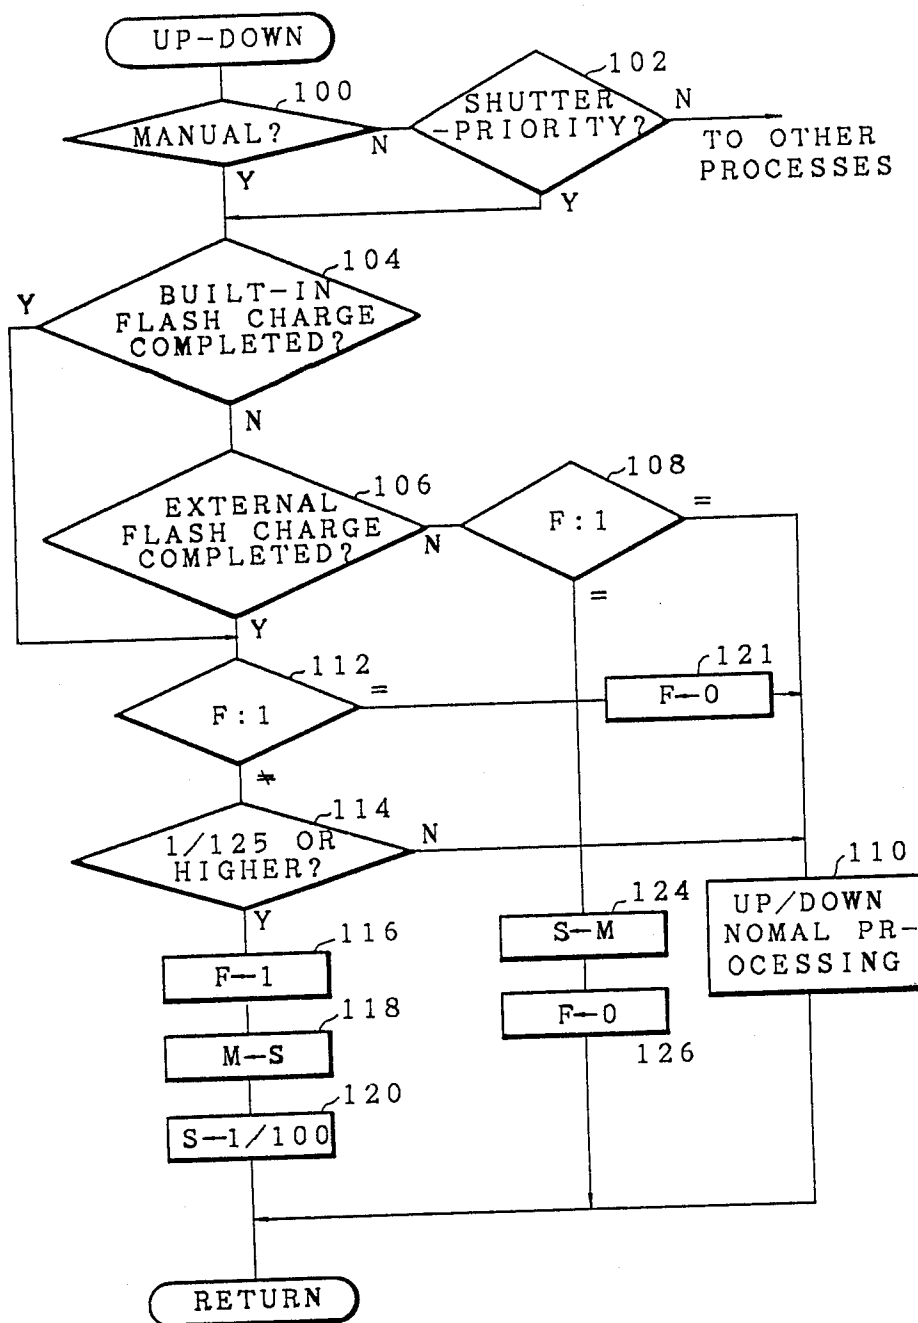 UP-DOWN
100
MANUAL?
N
Y
102
SHUTTER
-PRIORITY?
N
Y
TO OTHER
PROCESSES
104
Y
BUILT-IN
FLASH CHARGE
COMPLETED?
N
106
EXTERNAL
FLASH CHARGE
COMPLETED?
N
Y
108
F:1
=
=
112
F:1
=
≠
121
F←0
114
1/125 OR
HIGHER?
N
Y
110
UP/DOWN
NOMAL PR-
OCESSING
116
F←1
124
S←M
118
M←S
F←0
126
120
S←1/100
RETURN